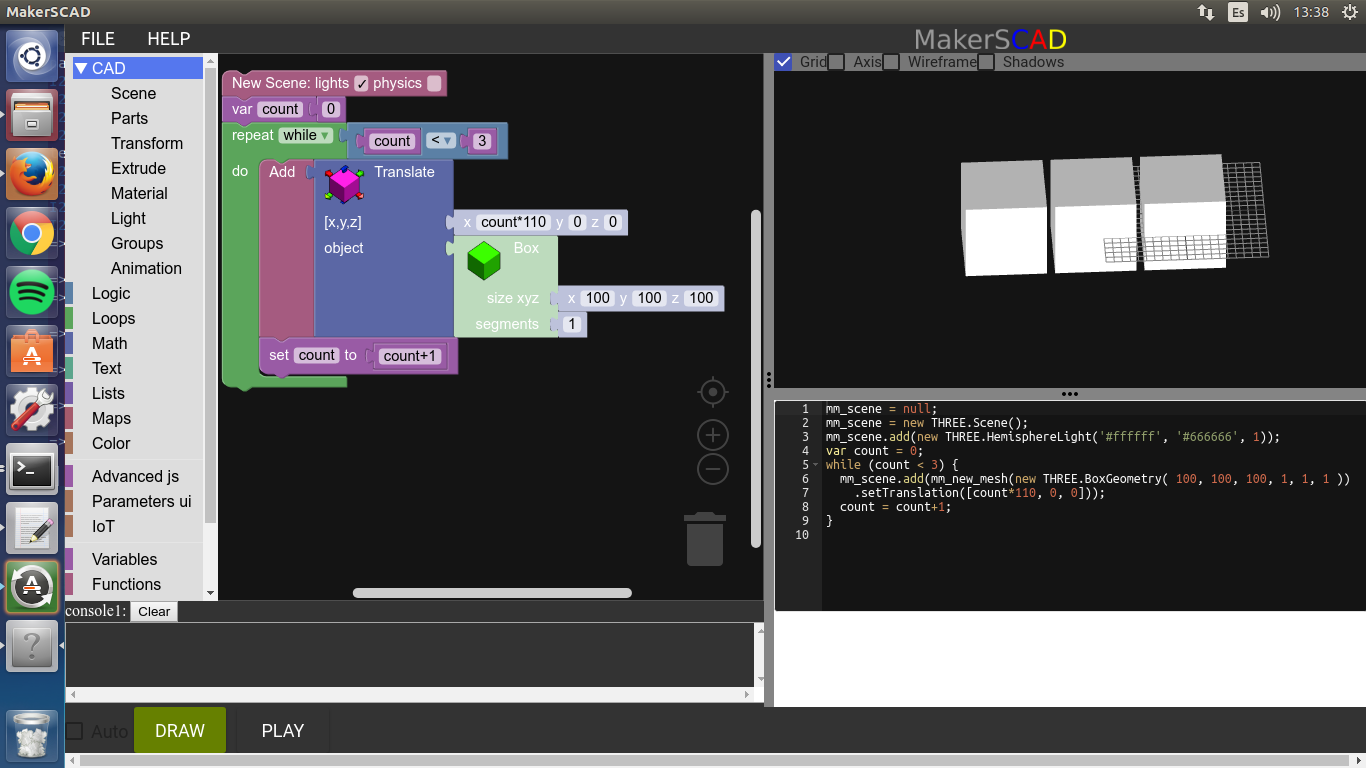 MakerSCAD
Es
13:38
FILE HELP
MakerSCAD
CAD
Scene
Parts
Transform
Extrude
Material
Light
Groups
Animation
Logic
Loops
Math
Text
Lists
Maps
Color
Advanced js
Parameters ui
IoT
Variables
Functions
New Scene: lights ✓ physics
var count 0
repeat while ▾ count < ▾ 3
do Add Translate
[x,y,z] x count*110 y 0 z 0
object Box
size xyz x 100 y 100 z 100
segments 1
set count to count+1
Grid Axis Wireframe Shadows
1 mm_scene = null;
2 mm_scene = new THREE.Scene();
3 mm_scene.add(new THREE.HemisphereLight('#ffffff', '#666666', 1));
4 var count = 0;
5 while (count < 3) {
6 mm_scene.add(mm_new_mesh(new THREE.BoxGeometry( 100, 100, 100, 1, 1, 1 ))
7 .setTranslation([count*110, 0, 0]));
8 count = count+1;
9 }
10
console1: Clear
Auto DRAW PLAY